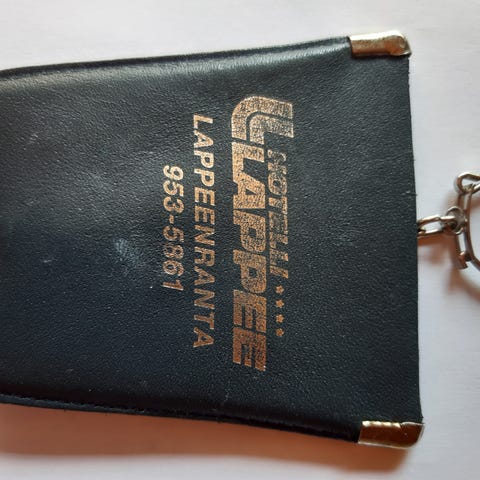 HOTELLI ★★★★★
LAPPEE
LAPPEENRANTA
953-5861